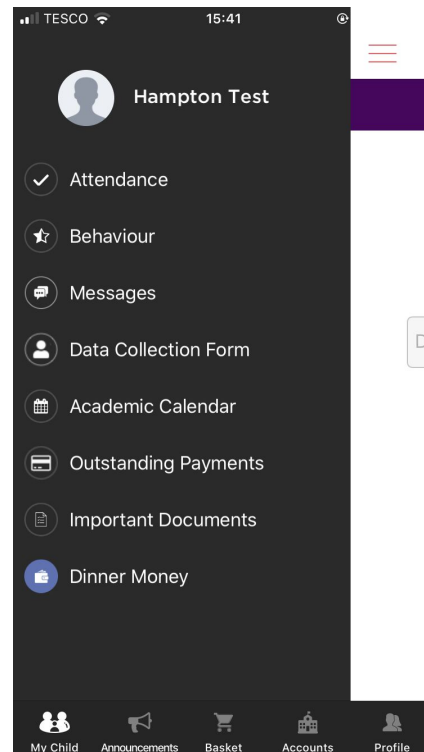 TESCO 15:41
Hampton Test
Attendance
Behaviour
Messages
Data Collection Form
D
Academic Calendar
Outstanding Payments
Important Documents
Dinner Money
My Child Announcements Basket Accounts Profile